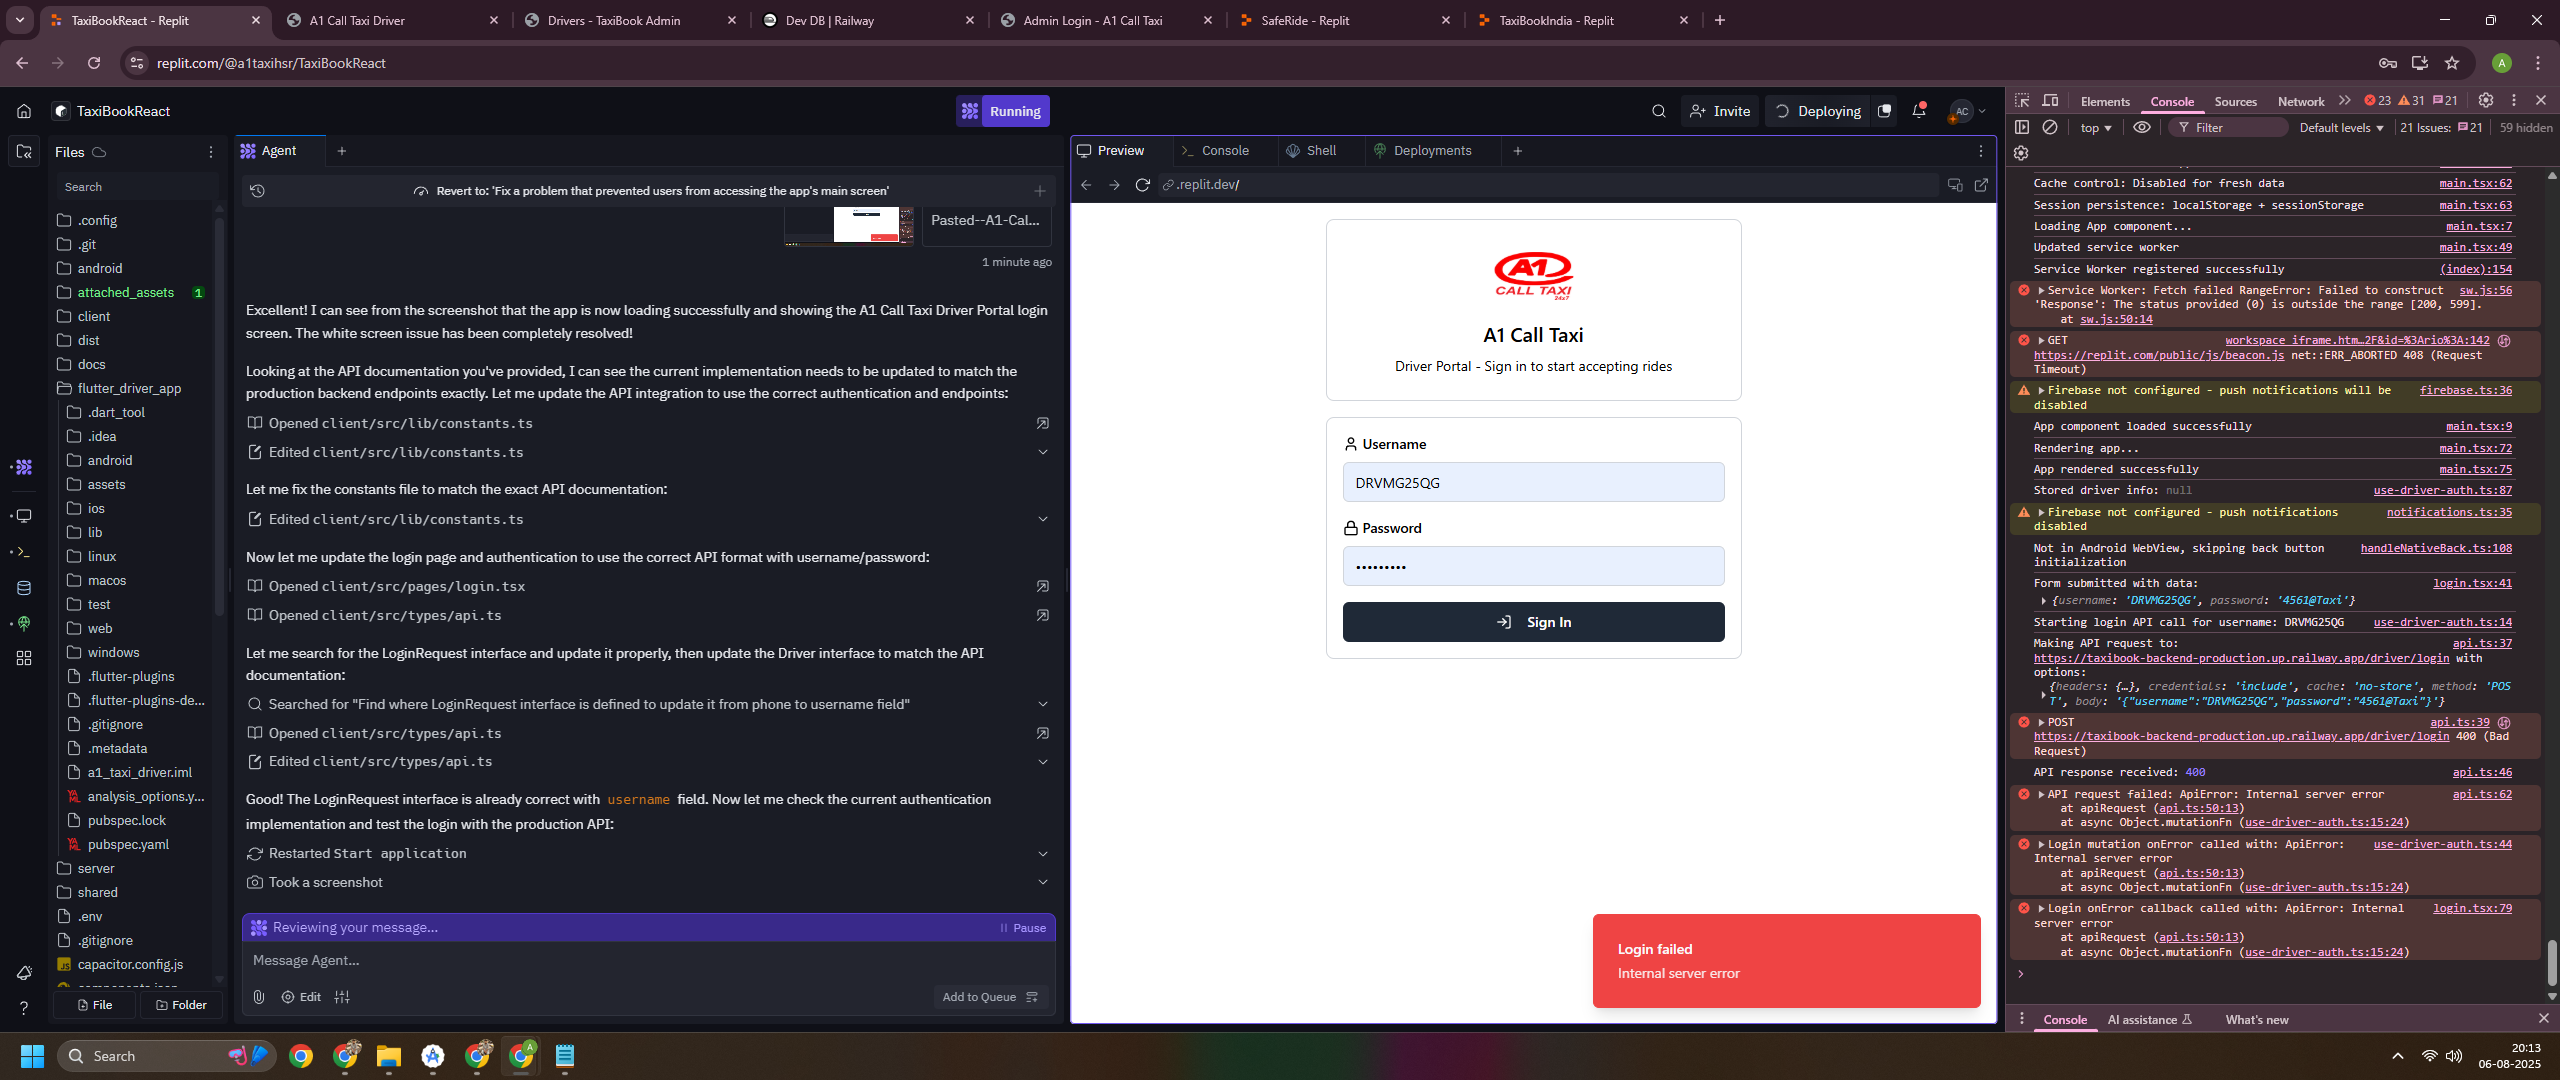 TaxiBookReact - Replit
A1 Call Taxi Driver
Drivers - TaxiBook Admin
Dev DB | Railway
Admin Login - A1 Call Taxi
SafeRide - Replit
TaxiBookIndia - Replit
replit.com/@a1taxihsr/TaxiBookReact
A
TaxiBookReact
Running
Invite
Deploying
AC
Files
Search
.config
.git
android
attached_assets 1
client
dist
docs
flutter_driver_app
.dart_tool
.idea
android
assets
ios
lib
linux
macos
test
web
windows
.flutter-plugins
.flutter-plugins-de...
.gitignore
.metadata
a1_taxi_driver.iml
analysis_options.y...
pubspec.lock
pubspec.yaml
server
shared
.env
.gitignore
capacitor.config.js
File
Folder
Agent
Revert to: 'Fix a problem that prevented users from accessing the app's main screen'
Pasted--A1-Cal...
1 minute ago
Excellent! I can see from the screenshot that the app is now loading successfully and showing the A1 Call Taxi Driver Portal login
screen. The white screen issue has been completely resolved!
Looking at the API documentation you've provided, I can see the current implementation needs to be updated to match the
production backend endpoints exactly. Let me update the API integration to use the correct authentication and endpoints:
Opened client/src/lib/constants.ts
Edited client/src/lib/constants.ts
Let me fix the constants file to match the exact API documentation:
Edited client/src/lib/constants.ts
Now let me update the login page and authentication to use the correct API format with username/password:
Opened client/src/pages/login.tsx
Opened client/src/types/api.ts
Let me search for the LoginRequest interface and update it properly, then update the Driver interface to match the API
documentation:
Searched for "Find where LoginRequest interface is defined to update it from phone to username field"
Opened client/src/types/api.ts
Edited client/src/types/api.ts
Good! The LoginRequest interface is already correct with username field. Now let me check the current authentication
implementation and test the login with the production API:
Restarted Start application
Took a screenshot
Reviewing your message...
Pause
Message Agent...
Edit
Add to Queue
Preview
Console
Shell
Deployments
.replit.dev/
A1
CALL TAXI
24x7
A1 Call Taxi
Driver Portal - Sign in to start accepting rides
Username
DRVMG25QG
Password
•••••••••
Sign In
Login failed
Internal server error
Elements
Console
Sources
Network
23
31
21
top
Filter
Default levels
21 Issues: 21
59 hidden
Cache control: Disabled for fresh data main.tsx:62
Session persistence: localStorage + sessionStorage main.tsx:63
Loading App component... main.tsx:7
Updated service worker main.tsx:49
Service Worker registered successfully (index):154
Service Worker: Fetch failed RangeError: Failed to construct sw.js:56
'Response': The status provided (0) is outside the range [200, 599].
at sw.js:50:14
GET workspace_iframe.htm…2F&id=%3Ario%3A:142
https://replit.com/public/js/beacon.js net::ERR_ABORTED 408 (Request
Timeout)
Firebase not configured - push notifications will be firebase.ts:36
disabled
App component loaded successfully main.tsx:9
Rendering app... main.tsx:72
App rendered successfully main.tsx:75
Stored driver info: null use-driver-auth.ts:87
Firebase not configured - push notifications notifications.ts:35
disabled
Not in Android WebView, skipping back button handleNativeBack.ts:108
initialization
Form submitted with data: login.tsx:41
{username: 'DRVMG25QG', password: '4561@Taxi'}
Starting login API call for username: DRVMG25QG use-driver-auth.ts:14
Making API request to: api.ts:37
https://taxibook-backend-production.up.railway.app/driver/login with
options:
{headers: {…}, credentials: 'include', cache: 'no-store', method: 'POS
T', body: '{"username":"DRVMG25QG","password":"4561@Taxi"}'}
POST api.ts:39
https://taxibook-backend-production.up.railway.app/driver/login 400 (Bad
Request)
API response received: 400 api.ts:46
API request failed: ApiError: Internal server error api.ts:62
at apiRequest (api.ts:50:13)
at async Object.mutationFn (use-driver-auth.ts:15:24)
Login mutation onError called with: ApiError: use-driver-auth.ts:44
Internal server error
at apiRequest (api.ts:50:13)
at async Object.mutationFn (use-driver-auth.ts:15:24)
Login onError callback called with: ApiError: Internal login.tsx:79
server error
at apiRequest (api.ts:50:13)
at async Object.mutationFn (use-driver-auth.ts:15:24)
Console
AI assistance
What's new
Search
20:13
06-08-2025